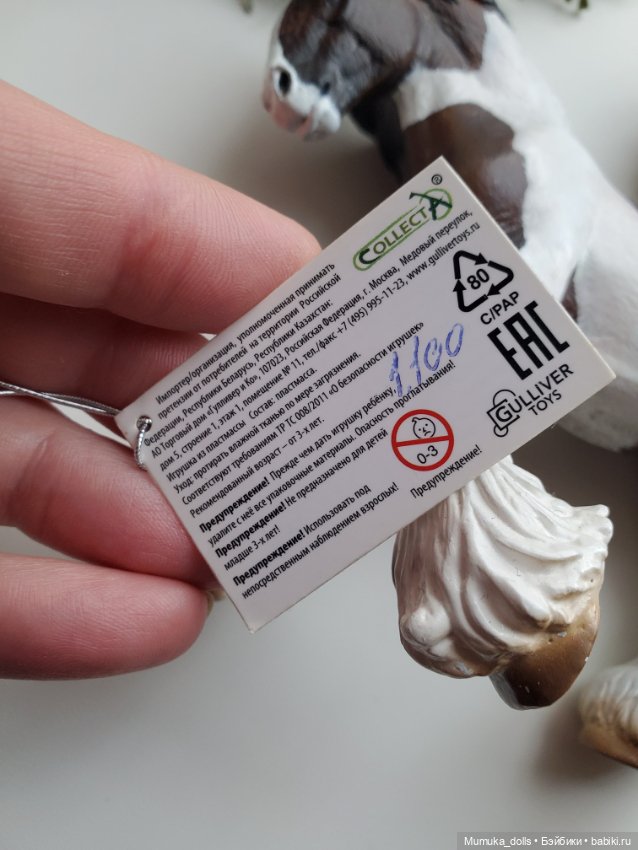 COLLECTA®
Импортер/организация, уполномоченная принимать
претензии от потребителей на территории Российской
Федерации, Республики Беларусь, Республики Казахстан:
АО Торговый дом «Гулливер и Ко», 107023, Российская Федерация, г. Москва, Медовый переулок,
дом 5, строение 1, этаж 1, помещение № 11, тел./факс +7 (495) 995-11-23, www.gullivertoys.ru
Игрушка из пластмассы Состав: пластмасса.
Уход: протирать влажной тканью по мере загрязнения.
Соответствуют требованиям ТР ТС 008/2011 «О безопасности игрушек»
Рекомендованный возраст – от 3-х лет.
Предупреждение! Прежде чем дать игрушку ребёнку,
удалите с неё все упаковочные материалы. Опасность проглатывания!
Предупреждение! Не предназначено для детей
младше 3-х лет!
Предупреждение! Использовать под
непосредственным наблюдением взрослых!
1100
0-3
Предупреждение!
80
C/PAP
EAC
GULLIVER
TOYS
Mumuka_dolls • Бэйбики • babiki.ru